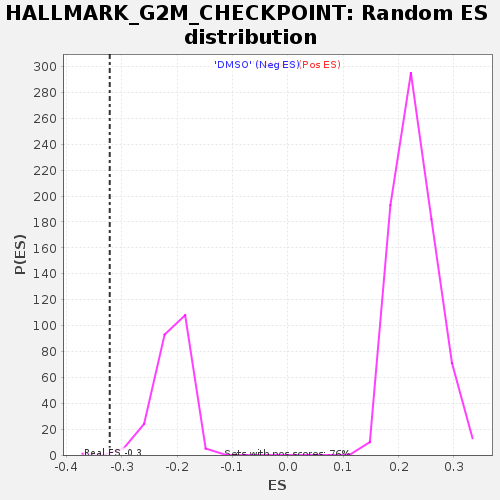 HALLMARK_G2M_CHECKPOINT: Random ES
distribution
'DMSO' (Neg ES)(Pos ES)
300
280
260
240
220
200
180
160
140
120
100
80
60
40
20
0
P(ES)
Real ES -0.3
Sets with pos scores: 76%
-0.4 -0.3 -0.2 -0.1 0.0 0.1 0.2 0.3
ES